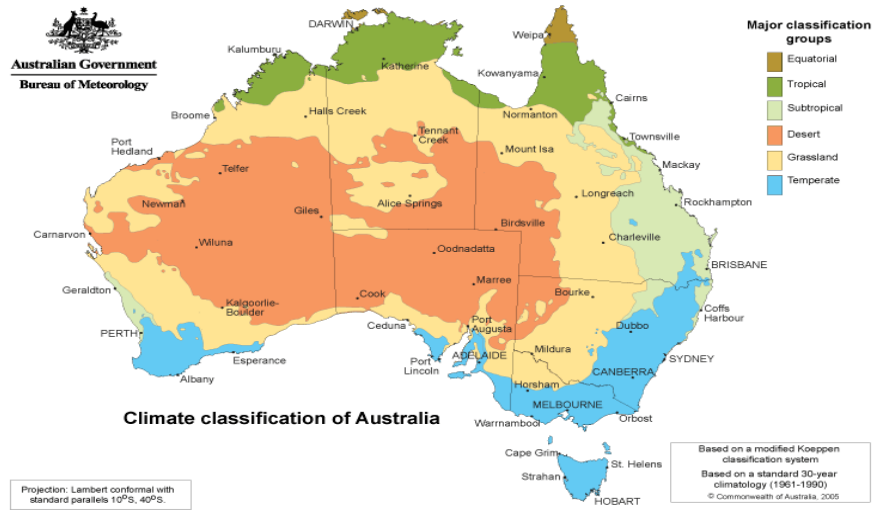 Australian Government
Bureau of Meteorology
Major classification
groups
Equatorial
Tropical
Subtropical
Desert
Grassland
Temperate
DARWIN
Weipa
Kalumburu
Katherine
Kowanyama
Cairns
Broome
Halls Creek
Normanton
Tennant
Creek
Townsville
Port
Hedland
Mount Isa
Mackay
Telfer
Newman
Alice Springs
Longreach
Rockhampton
Giles
Birdsville
Carnarvon
Wiluna
Oodnadatta
Charleville
BRISBANE
Geraldton
Marree
Bourke
Kalgoorlie-
Boulder
Cook
Coffs
Harbour
PERTH
Ceduna
Port
Augusta
Dubbo
Esperance
Port
Lincoln
ADELAIDE
Mildura
SYDNEY
Albany
CANBERRA
Horsham
MELBOURNE
Climate classification of Australia
Warrnambool
Orbost
Cape Grim
St. Helens
Strahan
HOBART
Based on a modified Koeppen
classification system
Based on a standard 30-year
climatology (1961-1990)
© Commonwealth of Australia, 2005
Projection: Lambert conformal with
standard parallels 10°S, 40°S.